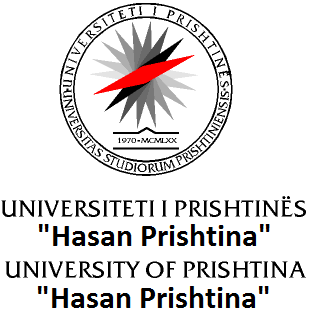 UNIVERSITETI I PRISHTINËS
UNIVERSITAS STUDIORUM PRISHTINIENSIS
1970-MCMLXX
UNIVERSITETI I PRISHTINËS
"Hasan Prishtina"
UNIVERSITY OF PRISHTINA
"Hasan Prishtina"